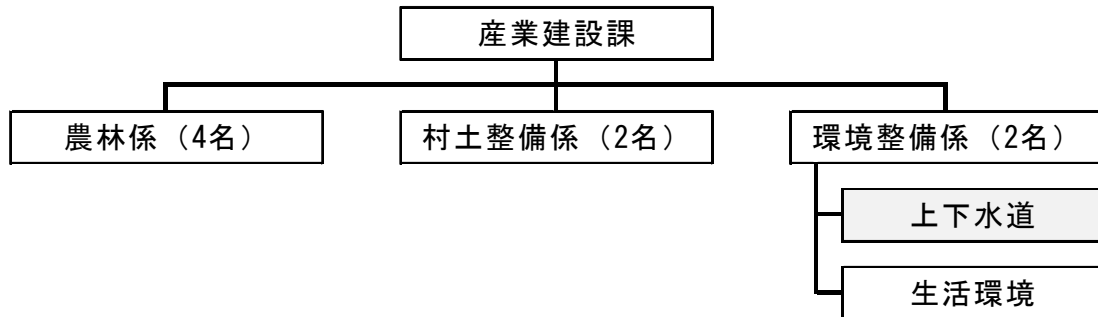 産業建設課
農林係（4名）
村土整備係（2名）
環境整備係（2名）
上下水道
生活環境